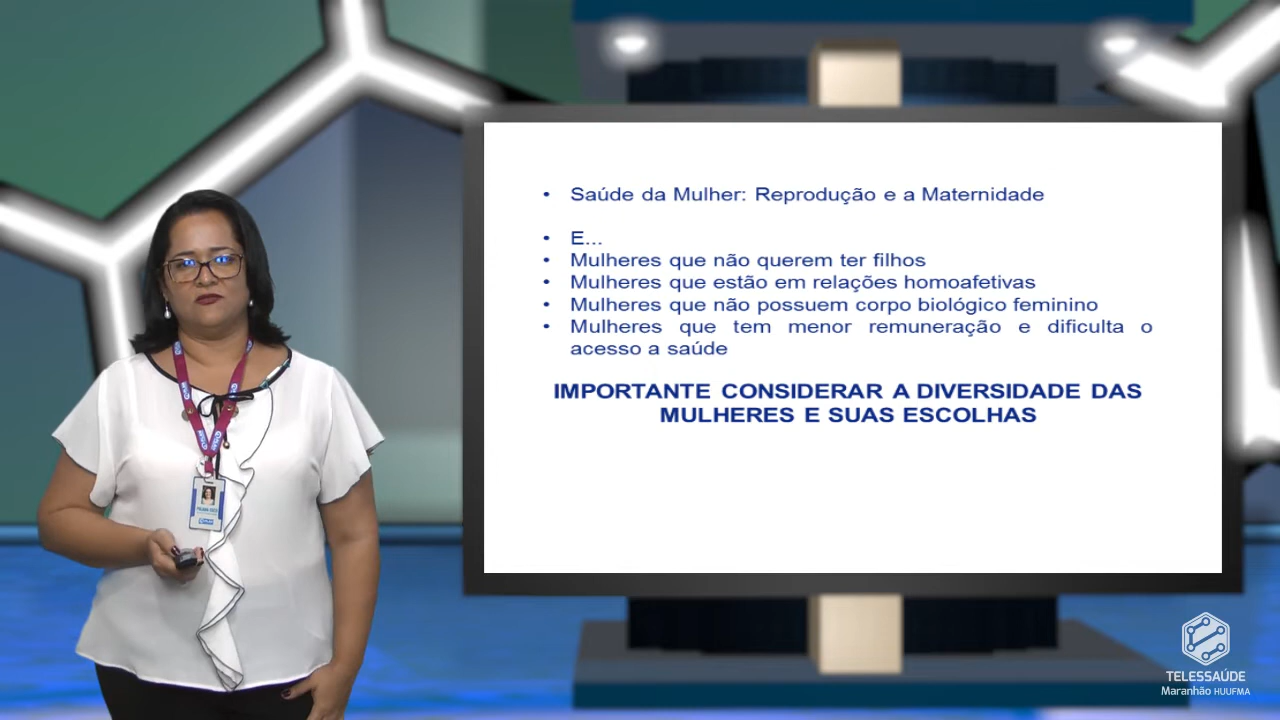 • Saúde da Mulher: Reprodução e a Maternidade
• E...
• Mulheres que não querem ter filhos
• Mulheres que estão em relações homoafetivas
• Mulheres que não possuem corpo biológico feminino
• Mulheres que tem menor remuneração e dificulta o
acesso a saúde
IMPORTANTE CONSIDERAR A DIVERSIDADE DAS
MULHERES E SUAS ESCOLHAS
TELESSAÚDE
Maranhão HUUFMA